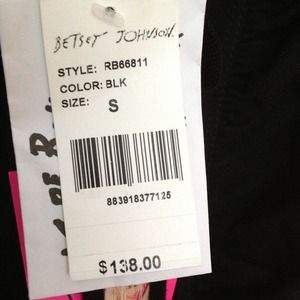 BETSEY JOHNSON.
STYLE: RB66811
COLOR: BLK
SIZE: S
883918377125
$138.00